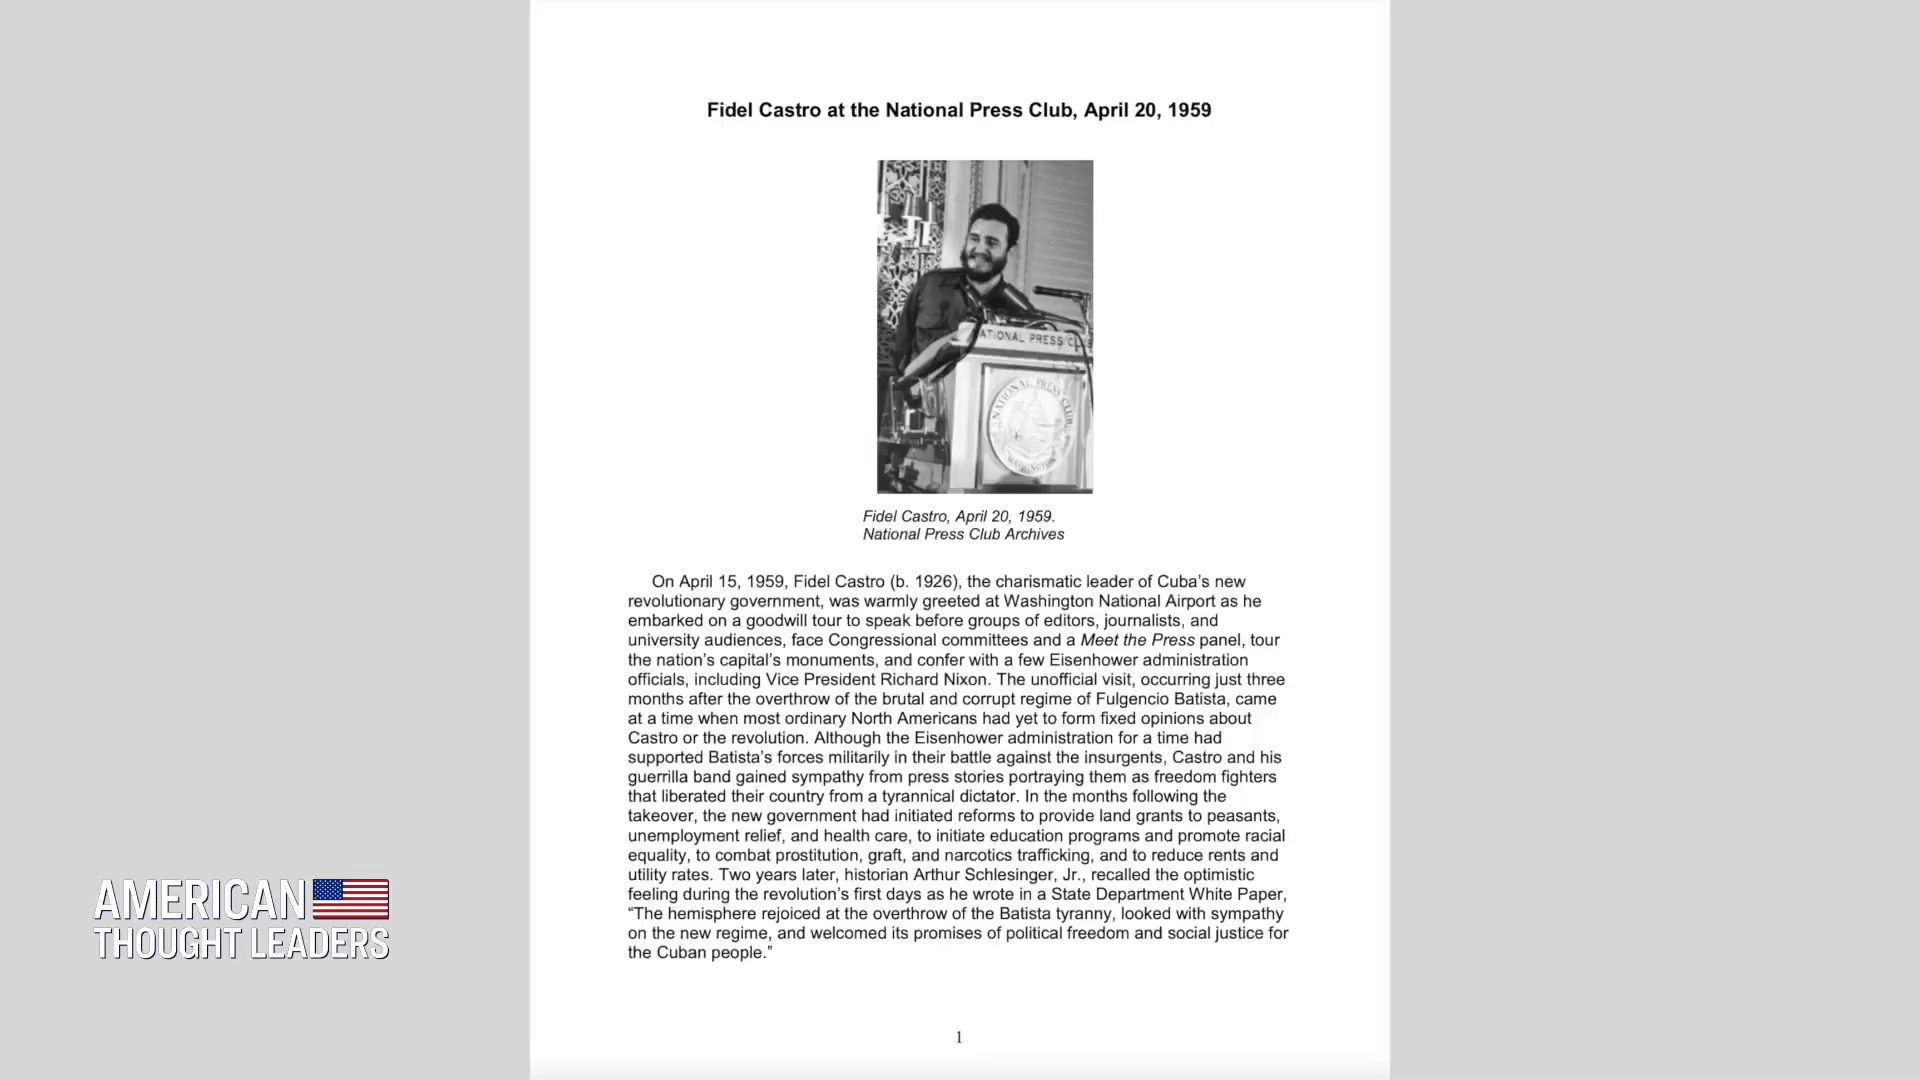 Fidel Castro at the National Press Club, April 20, 1959
NATIONAL PRESS CLUB
NATIONAL PRESS CLUB
WASHINGTON
Fidel Castro, April 20, 1959.
National Press Club Archives
On April 15, 1959, Fidel Castro (b. 1926), the charismatic leader of Cuba’s new
revolutionary government, was warmly greeted at Washington National Airport as he
embarked on a goodwill tour to speak before groups of editors, journalists, and
university audiences, face Congressional committees and a Meet the Press panel, tour
the nation’s capital’s monuments, and confer with a few Eisenhower administration
officials, including Vice President Richard Nixon. The unofficial visit, occurring just three
months after the overthrow of the brutal and corrupt regime of Fulgencio Batista, came
at a time when most ordinary North Americans had yet to form fixed opinions about
Castro or the revolution. Although the Eisenhower administration for a time had
supported Batista’s forces militarily in their battle against the insurgents, Castro and his
guerrilla band gained sympathy from press stories portraying them as freedom fighters
that liberated their country from a tyrannical dictator. In the months following the
takeover, the new government had initiated reforms to provide land grants to peasants,
unemployment relief, and health care, to initiate education programs and promote racial
equality, to combat prostitution, graft, and narcotics trafficking, and to reduce rents and
utility rates. Two years later, historian Arthur Schlesinger, Jr., recalled the optimistic
feeling during the revolution’s first days as he wrote in a State Department White Paper,
“The hemisphere rejoiced at the overthrow of the Batista tyranny, looked with sympathy
on the new regime, and welcomed its promises of political freedom and social justice for
the Cuban people.”
1
AMERICAN
THOUGHT LEADERS